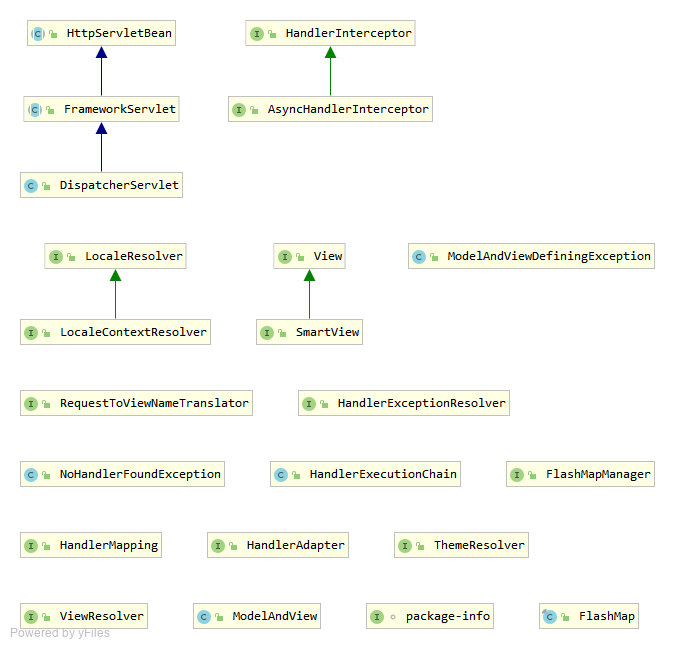 HttpServletBean
HandlerInterceptor
FrameworkServlet
AsyncHandlerInterceptor
DispatcherServlet
LocaleResolver
View
ModelAndViewDefiningException
LocaleContextResolver
SmartView
RequestToViewNameTranslator
HandlerExceptionResolver
NoHandlerFoundException
HandlerExecutionChain
FlashMapManager
HandlerMapping
HandlerAdapter
ThemeResolver
ViewResolver
ModelAndView
package-info
FlashMap
Powered by yFiles